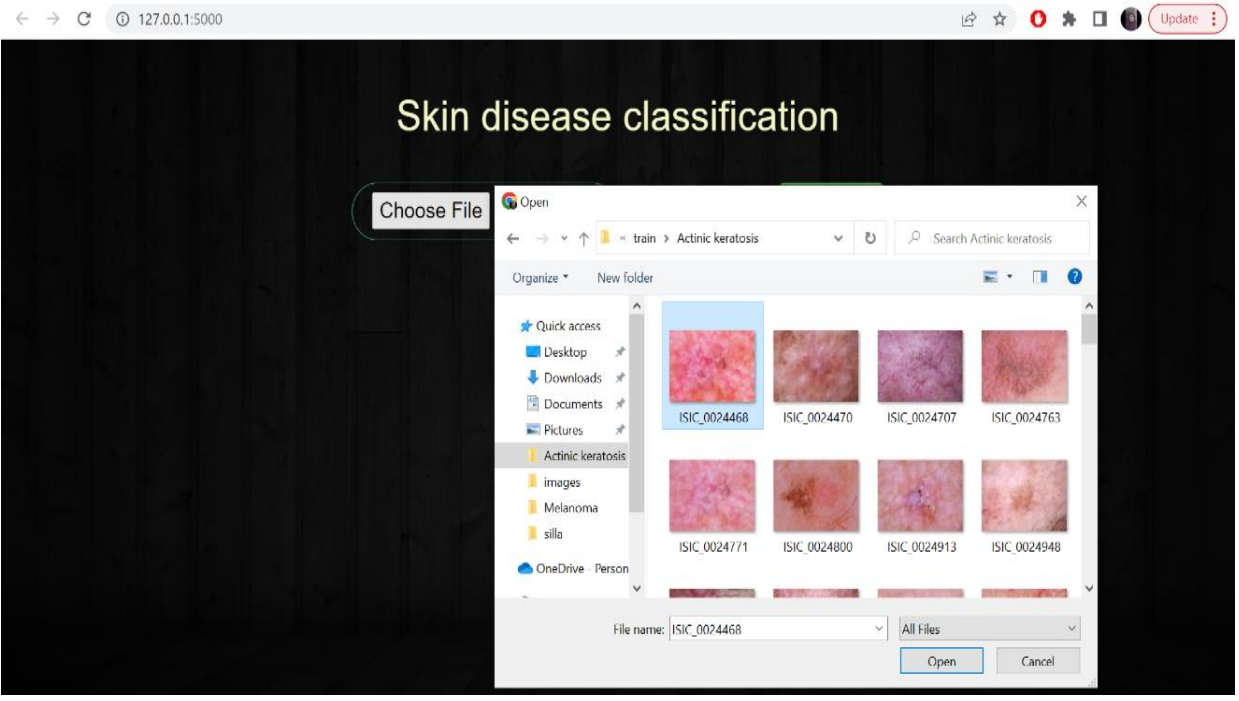 127.0.0.1:5000
Update
Skin disease classification
Choose File
Open
« train > Actinic keratosis
Search Actinic keratosis
Organize
New folder
Quick access
Desktop
Downloads
Documents
Pictures
Actinic keratosis
images
Melanoma
silla
OneDrive - Person
ISIC_0024468 ISIC_0024470 ISIC_0024707 ISIC_0024763
ISIC_0024771 ISIC_0024800 ISIC_0024913 ISIC_0024948
File name: ISIC_0024468
All Files
Open
Cancel